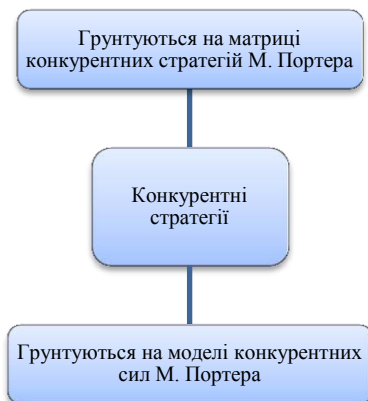 Грунтуються на матриці
конкурентних стратегій М. Портера
Конкурентні
стратегії
Грунтуються на моделі конкурентних
сил М. Портера